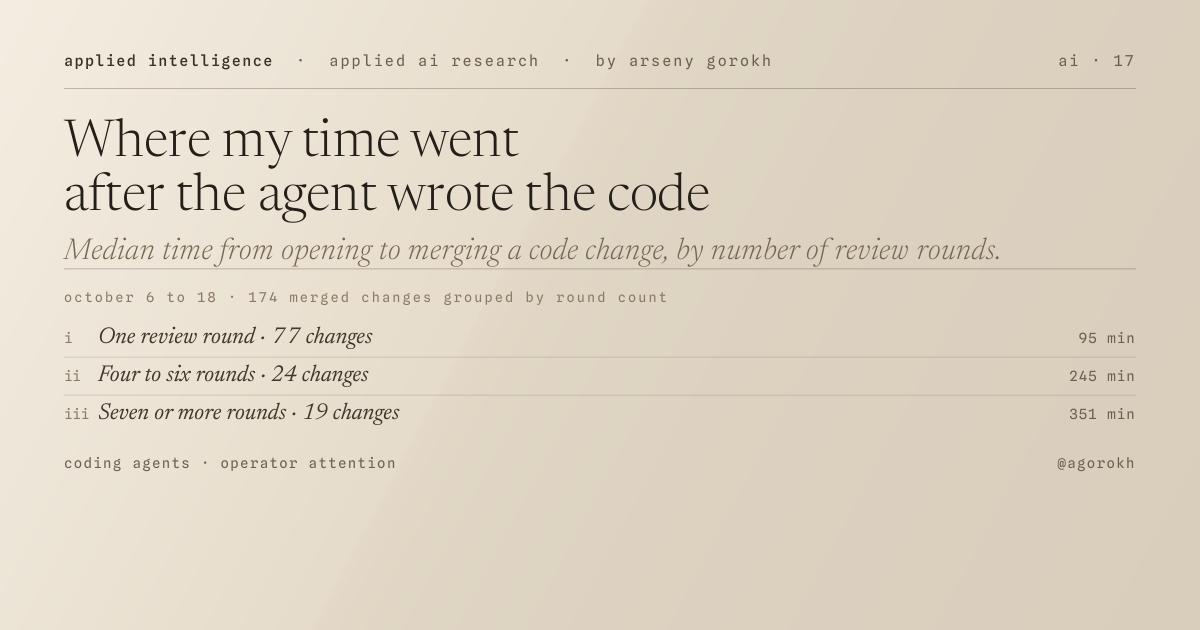 applied intelligence · applied ai research · by arseny gorokh ai · 17
Where my time went
after the agent wrote the code
Median time from opening to merging a code change, by number of review rounds.
october 6 to 18 · 174 merged changes grouped by round count
i One review round · 77 changes 95 min
ii Four to six rounds · 24 changes 245 min
iii Seven or more rounds · 19 changes 351 min
coding agents · operator attention @agorokh